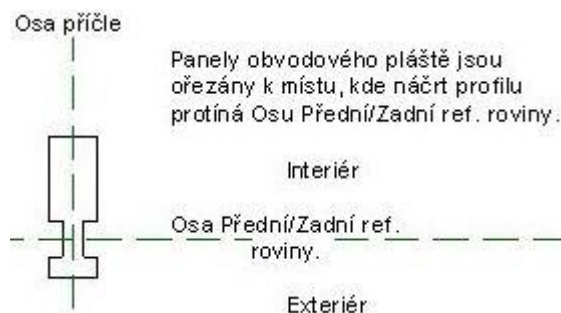 Osa příčle
Panely obvodového pláště jsou
ořezány k místu, kde náčrt profilu
protíná Osu Přední/Zadní ref. roviny.
Interiér
Osa Přední/Zadní ref.
roviny.
Exteriér